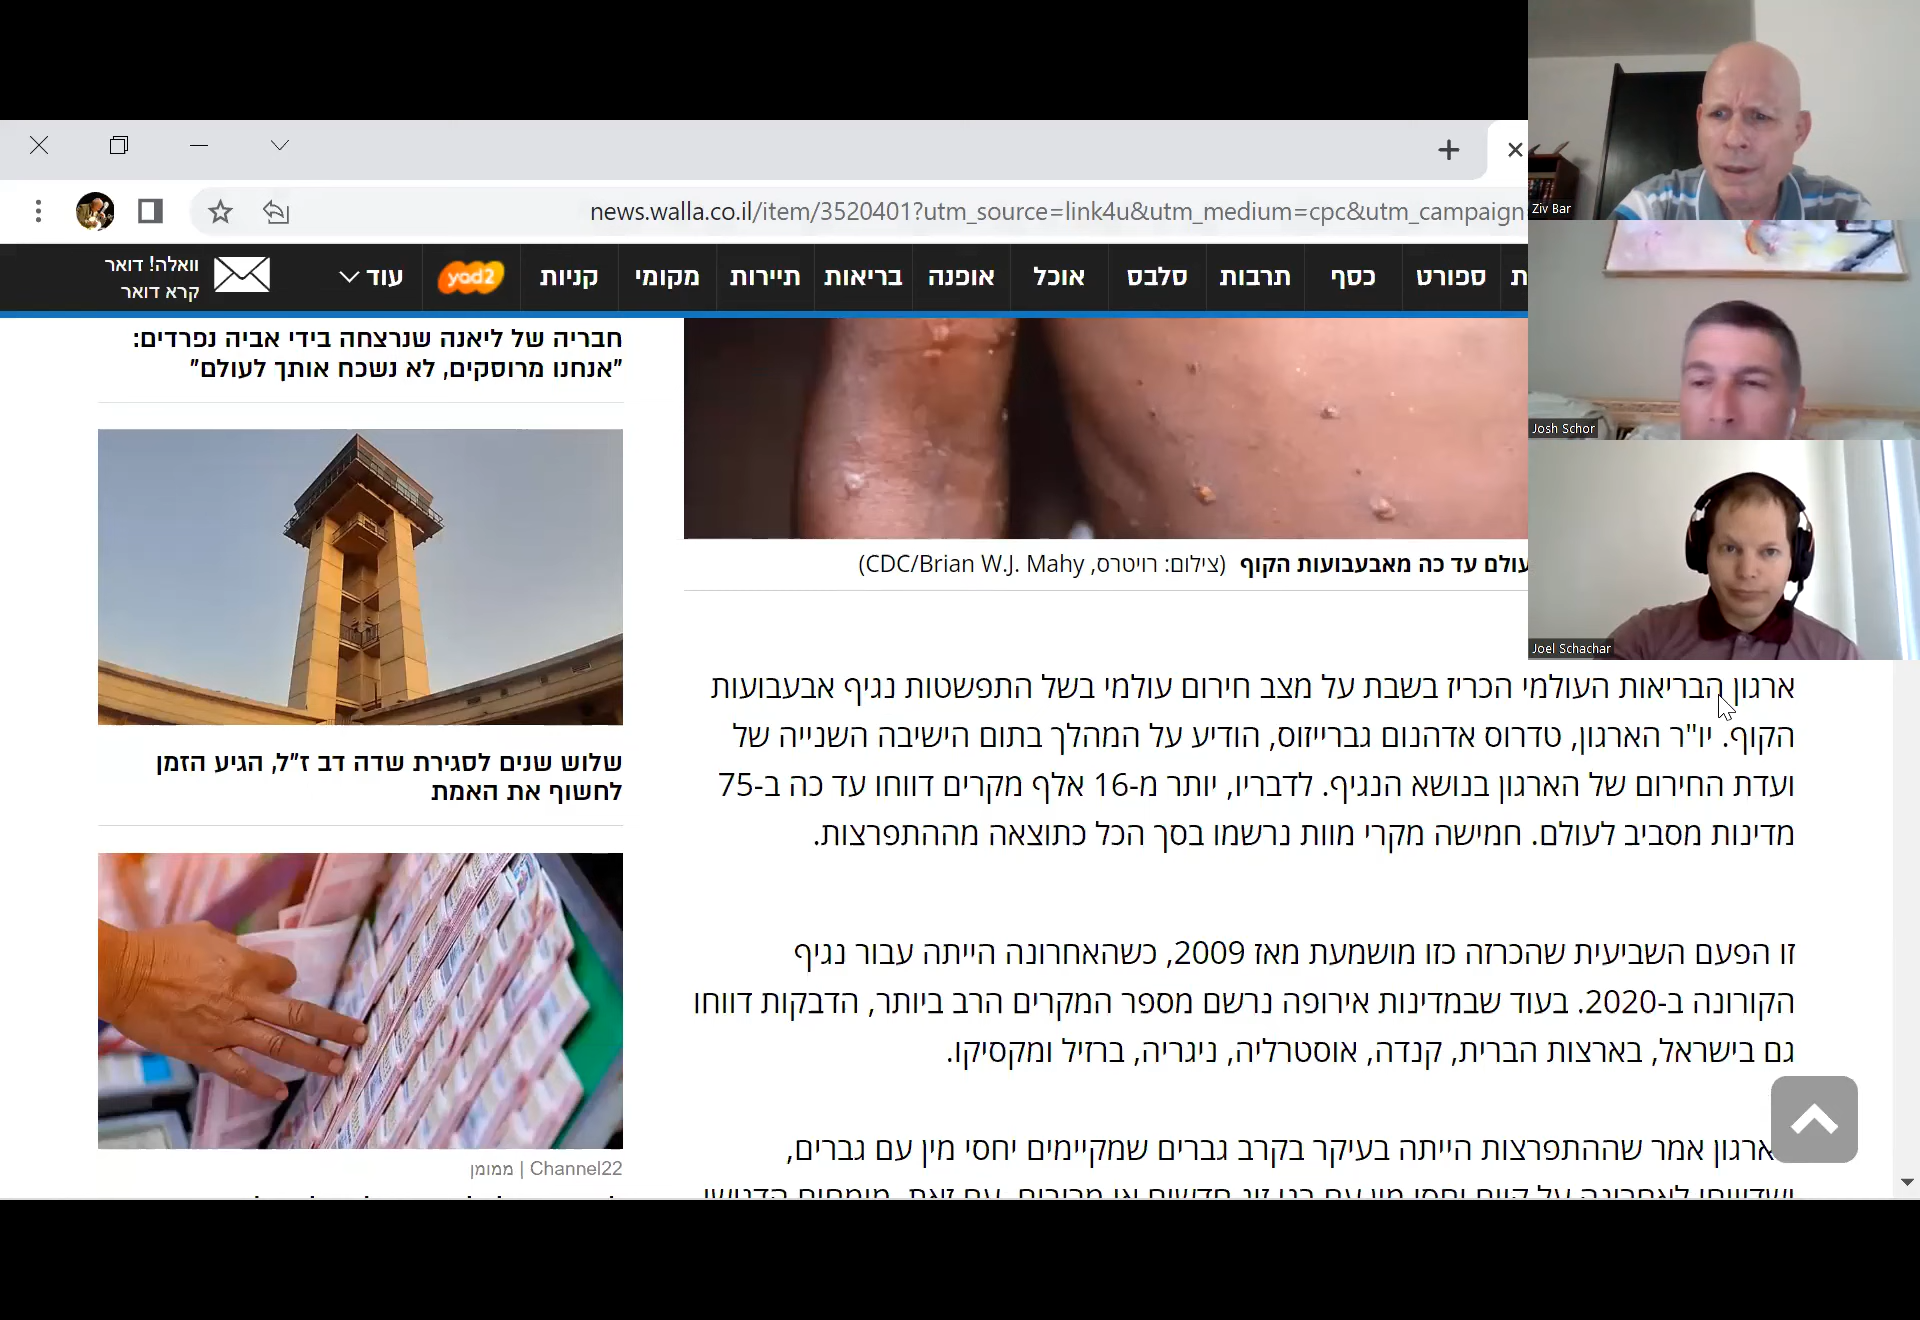 news.walla.co.il/item/3520401?utm_source=link4u&utm_medium=cpc&utm_campaign
ספורט
כסף
תרבות
סלבס
אוכל
אופנה
בריאות
תיירות
מקומי
קניות
yad2
עוד
וואלה! דואר
קרא דואר
Ziv Bar
Josh Schor
Joel Schachar
עולם עד כה מאבעבועות הקוף (צילום: רויטרס, CDC/Brian W.J. Mahy)
ארגון הבריאות העולמי הכריז בשבת על מצב חירום עולמי בשל התפשטות נגיף אבעבועות
הקוף. יו"ר הארגון, טדרוס אדהנום גברייזוס, הודיע על המהלך בתום הישיבה השנייה של
ועדת החירום של הארגון בנושא הנגיף. לדבריו, יותר מ-16 אלף מקרים דווחו עד כה ב-75
מדינות מסביב לעולם. חמישה מקרי מוות נרשמו בסך הכל כתוצאה מההתפרצות.
זו הפעם השביעית שהכרזה כזו מושמעת מאז 2009, כשהאחרונה הייתה עבור נגיף
הקורונה ב-2020. בעוד שבמדינות אירופה נרשם מספר המקרים הרב ביותר, הדבקות דווחו
גם בישראל, בארצות הברית, קנדה, אוסטרליה, ניגריה, ברזיל ומקסיקו.
ארגון אמר שההתפרצות הייתה בעיקר בקרב גברים שמקיימים יחסי מין עם גברים,
חבריה של ליאנה שנרצחה בידי אביה נפרדים:
"אנחנו מרוסקים, לא נשכח אותך לעולם"
שלוש שנים לסגירת שדה דב ז"ל, הגיע הזמן
לחשוף את האמת
Channel22 | ממומן